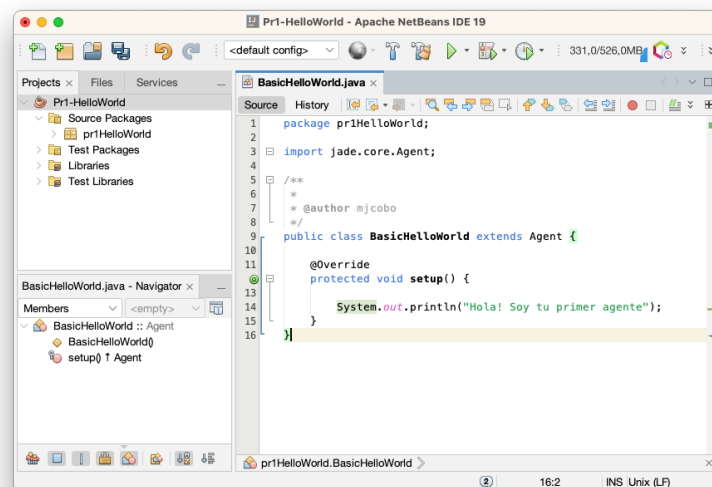 Pr1-HelloWorld - Apache NetBeans IDE 19
<default config>
331,0/526,0MB
Projects
Files
Services
Pr1-HelloWorld
Source Packages
pr1HelloWorld
Test Packages
Libraries
Test Libraries
BasicHelloWorld.java - Navigator
Members
<empty>
BasicHelloWorld :: Agent
BasicHelloWorld()
setup() ↑ Agent
BasicHelloWorld.java
Source
History
1 package pr1HelloWorld;
2
3 import jade.core.Agent;
4
5 /**
6 *
7 * @author mjcobo
8 */
9 public class BasicHelloWorld extends Agent {
10
11 @Override
protected void setup() {
13
14 System.out.println("Hola! Soy tu primer agente");
15 }
16 }
pr1HelloWorld.BasicHelloWorld
2
16:2
INS Unix (LF)